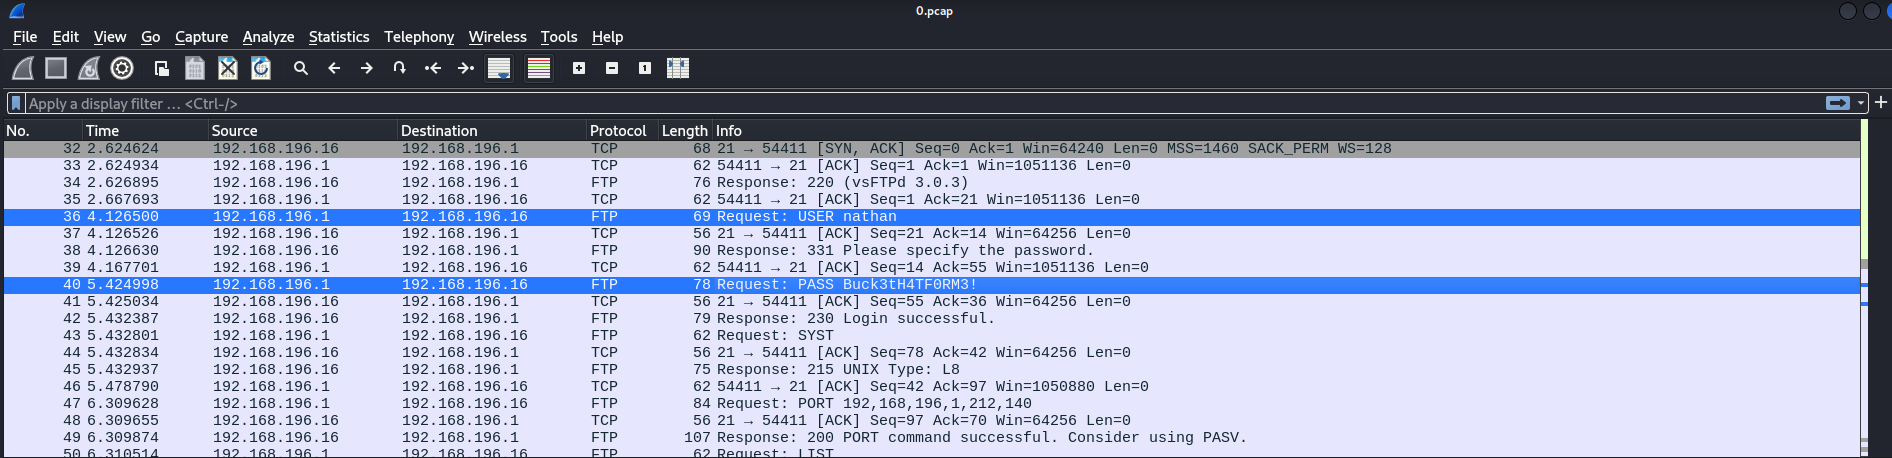 0.pcap
File Edit View Go Capture Analyze Statistics Telephony Wireless Tools Help
Apply a display filter … <Ctrl-/>
No. Time Source Destination Protocol Length Info
32 2.624624 192.168.196.16 192.168.196.1 TCP 68 21 → 54411 [SYN, ACK] Seq=0 Ack=1 Win=64240 Len=0 MSS=1460 SACK_PERM WS=128
33 2.624934 192.168.196.1 192.168.196.16 TCP 62 54411 → 21 [ACK] Seq=1 Ack=1 Win=1051136 Len=0
34 2.626895 192.168.196.16 192.168.196.1 FTP 76 Response: 220 (vsFTPd 3.0.3)
35 2.667693 192.168.196.1 192.168.196.16 TCP 62 54411 → 21 [ACK] Seq=1 Ack=21 Win=1051136 Len=0
36 4.126500 192.168.196.1 192.168.196.16 FTP 69 Request: USER nathan
37 4.126526 192.168.196.16 192.168.196.1 TCP 56 21 → 54411 [ACK] Seq=21 Ack=14 Win=64256 Len=0
38 4.126630 192.168.196.16 192.168.196.1 FTP 90 Response: 331 Please specify the password.
39 4.167701 192.168.196.1 192.168.196.16 TCP 62 54411 → 21 [ACK] Seq=14 Ack=55 Win=1051136 Len=0
40 5.424998 192.168.196.1 192.168.196.16 FTP 78 Request: PASS Buck3tH4TF0RM3!
41 5.425034 192.168.196.16 192.168.196.1 TCP 56 21 → 54411 [ACK] Seq=55 Ack=36 Win=64256 Len=0
42 5.432387 192.168.196.16 192.168.196.1 FTP 79 Response: 230 Login successful.
43 5.432801 192.168.196.1 192.168.196.16 FTP 62 Request: SYST
44 5.432834 192.168.196.16 192.168.196.1 TCP 56 21 → 54411 [ACK] Seq=78 Ack=42 Win=64256 Len=0
45 5.432937 192.168.196.16 192.168.196.1 FTP 75 Response: 215 UNIX Type: L8
46 5.478790 192.168.196.1 192.168.196.16 TCP 62 54411 → 21 [ACK] Seq=42 Ack=97 Win=1050880 Len=0
47 6.309628 192.168.196.1 192.168.196.16 FTP 84 Request: PORT 192,168,196,1,212,140
48 6.309655 192.168.196.16 192.168.196.1 TCP 56 21 → 54411 [ACK] Seq=97 Ack=70 Win=64256 Len=0
49 6.309874 192.168.196.16 192.168.196.1 FTP 107 Response: 200 PORT command successful. Consider using PASV.
50 6.310514 192.168.196.1 192.168.196.16 FTP 62 Request: LIST